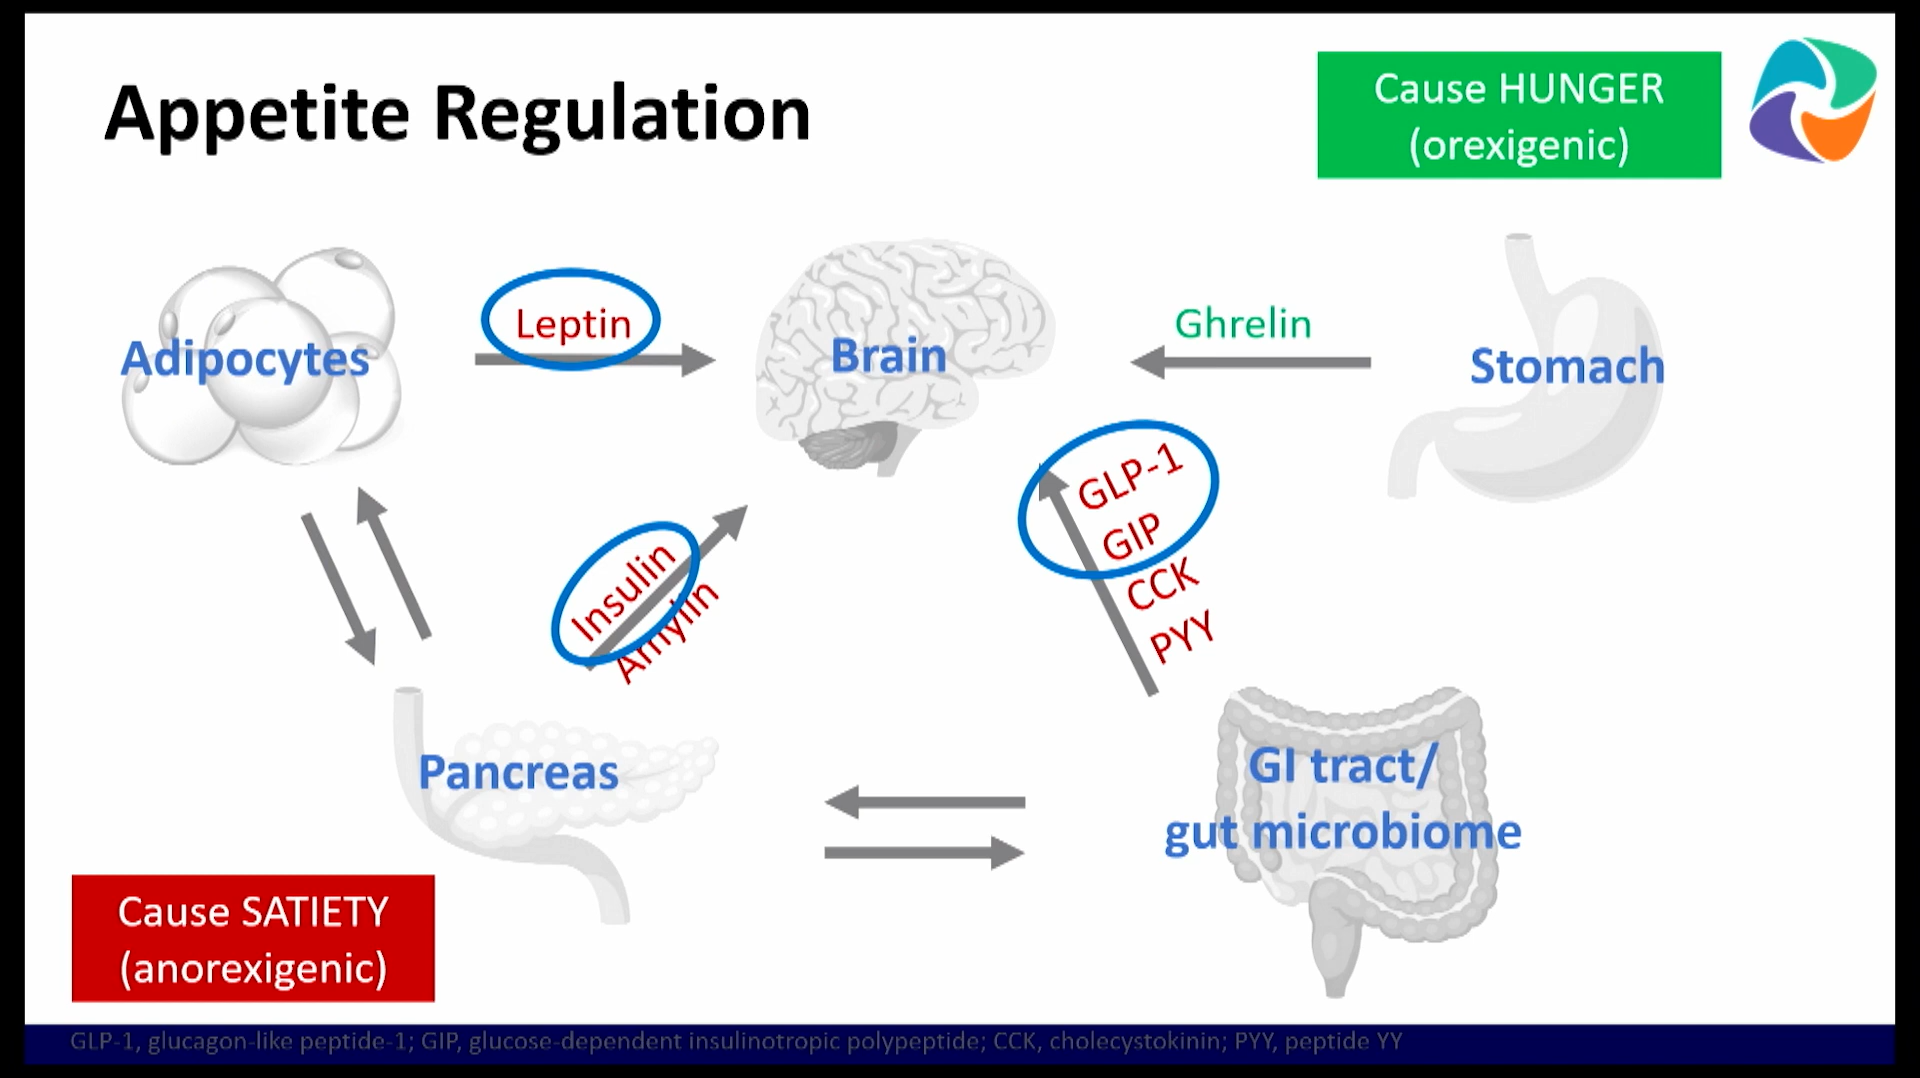 Appetite Regulation
Cause HUNGER
(orexigenic)
Adipocytes
Leptin
Brain
Ghrelin
Stomach
Insulin
Amylin
GLP-1
GIP
CCK
PYY
Pancreas
GI tract/
gut microbiome
Cause SATIETY
(anorexigenic)
GLP-1, glucagon-like peptide-1; GIP, glucose-dependent insulinotropic polypeptide; CCK, cholecystokinin; PYY, peptide YY